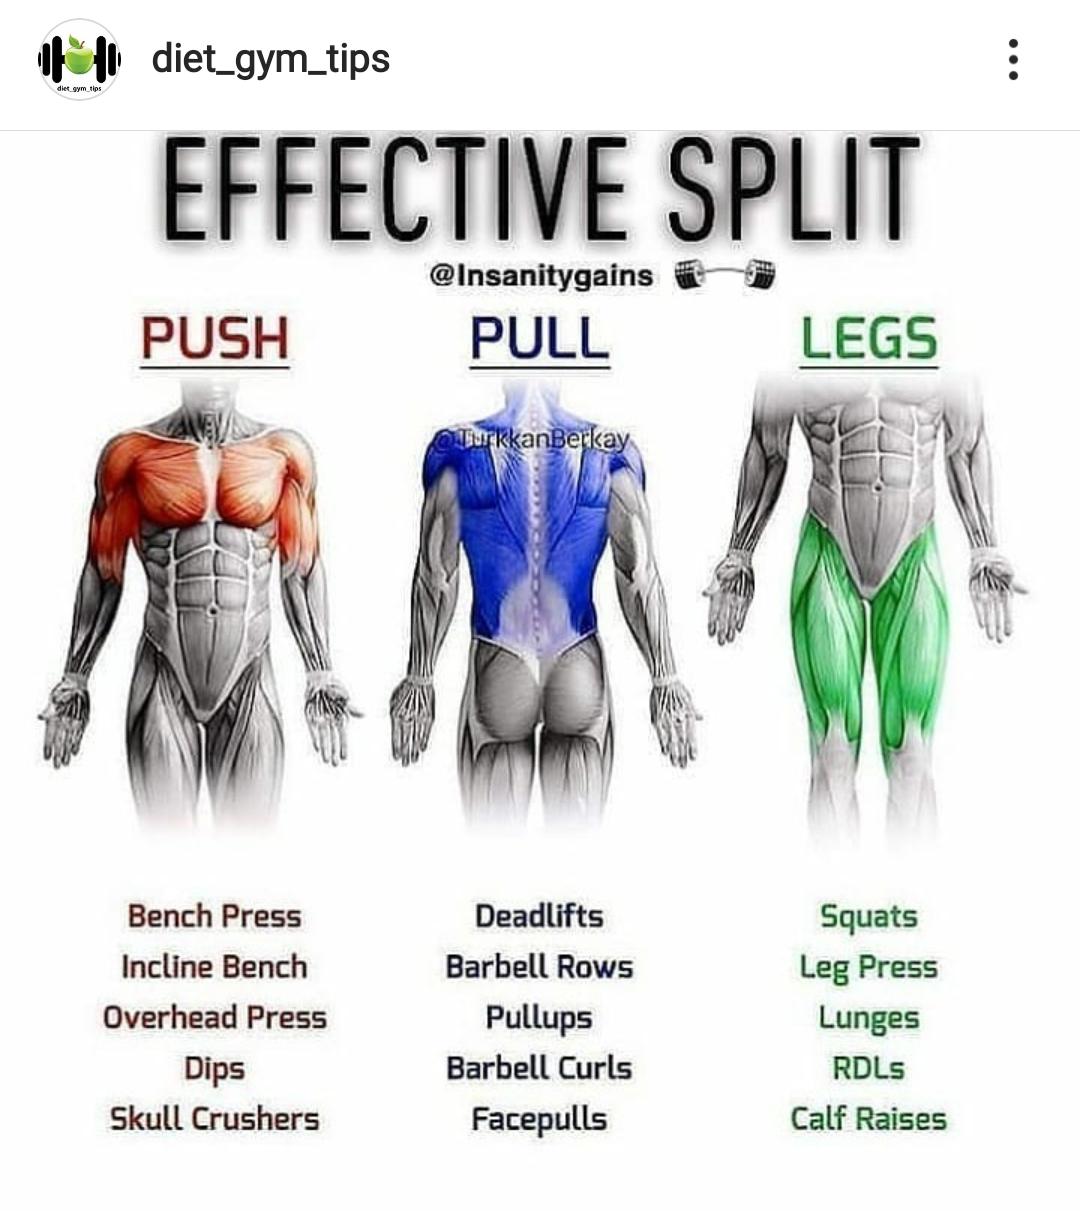 diet_gym_tips
diet_gym_tips
EFFECTIVE SPLIT
@Insanitygains
PUSH
PULL
LEGS
@TurkkanBerkay
Bench Press
Incline Bench
Overhead Press
Dips
Skull Crushers
Deadlifts
Barbell Rows
Pullups
Barbell Curls
Facepulls
Squats
Leg Press
Lunges
RDLs
Calf Raises